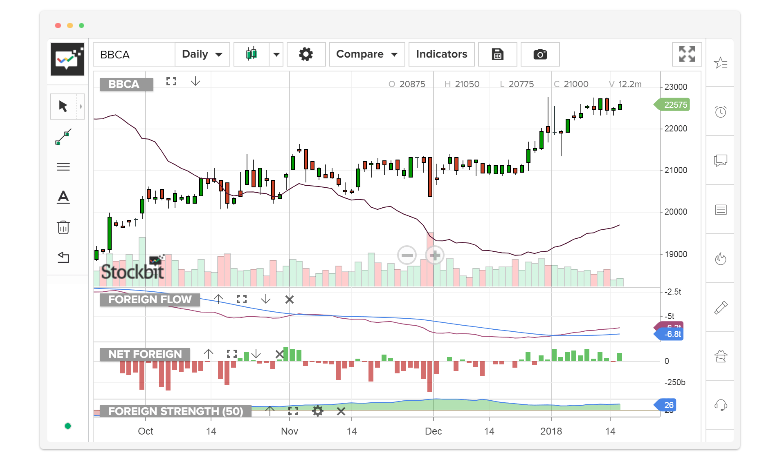 BBCA Daily Compare Indicators
BBCA O 20875 H 21050 L 20775 C 21000 V 12.2m
23000
22575
22000
21000
20000
19000
Stockbit
-2.5t
FOREIGN FLOW
-5t
-6.8t
NET FOREIGN
0
-250b
26
FOREIGN STRENGTH (50)
Oct 14 Nov 14 Dec 14 2018 14
A